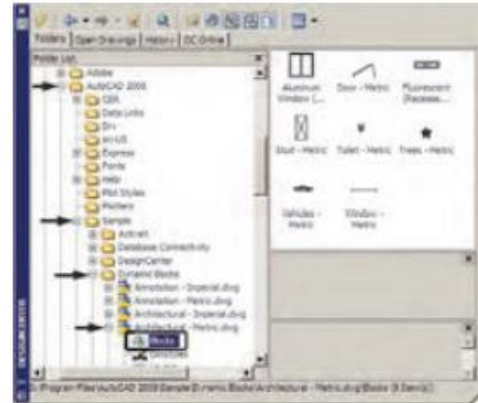 Folders | Open Drawings | History | DC Online
Folder List
Adobe
AutoCAD 2008
Data Links
Drv
en-US
Express
Fonts
Help
Plot Styles
Plotters
Sample
ActiveX
Database Connectivity
DesignCenter
Dynamic Blocks
Annotation - Imperial.dwg
Annotation - Metric.dwg
Architectural - Imperial.dwg
Architectural - Metric.dwg
Blocks
Aluminum Window (...
Door - Metric
Fluorescent (Recesse...
Stud - Metric
Toilet - Metric
Trees - Metric
Vehicles - Metric
Window - Metric
DESIGNCENTER
Program Files\AutoCAD 2008\Sample\Dynamic Blocks\Architectural - Metric.dwg\Blocks (8 Item(s))